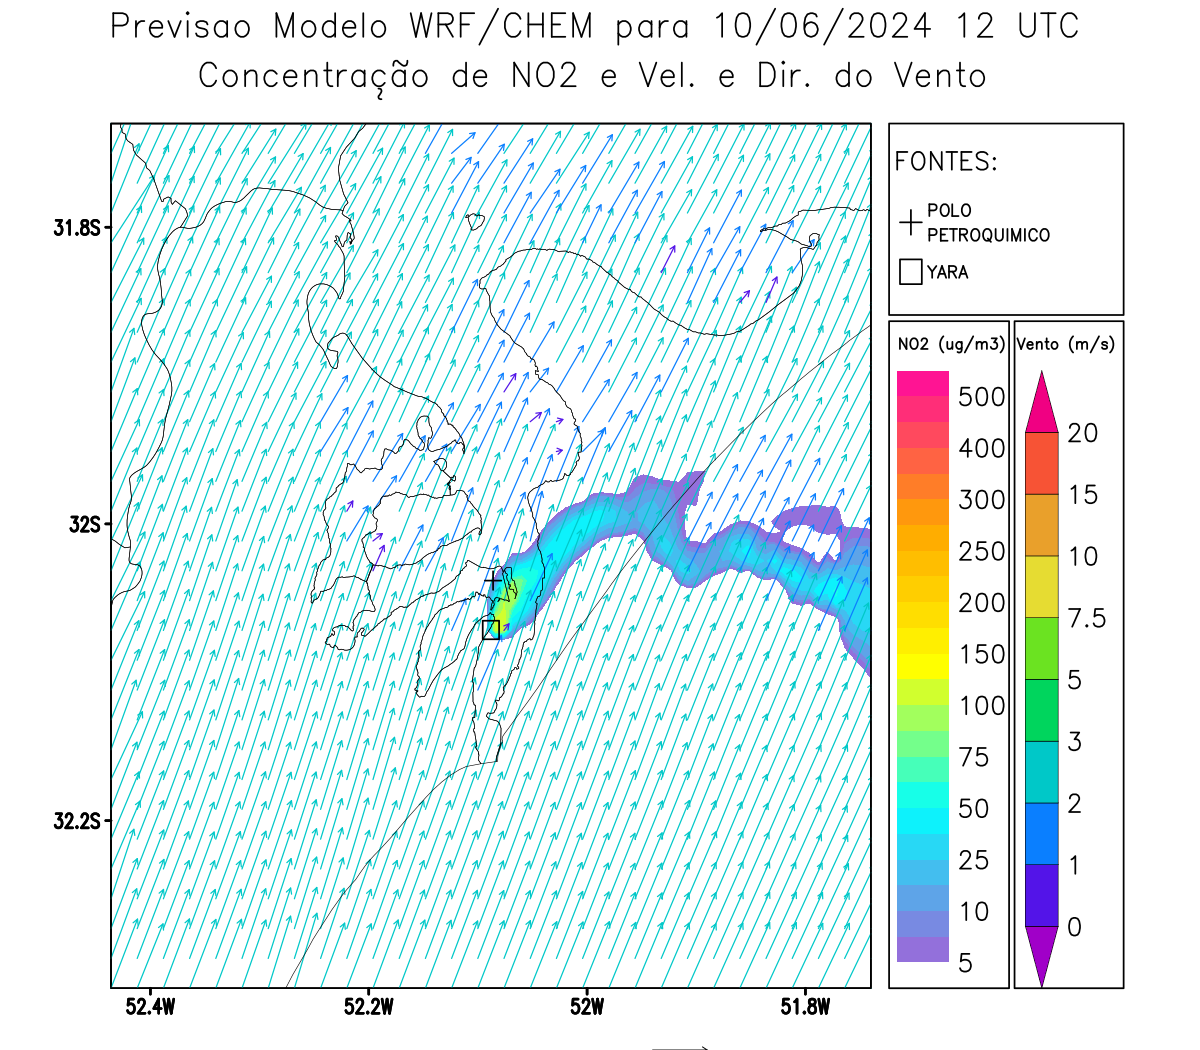 Previsao Modelo WRF/CHEM para 10/06/2024 12 UTC
Concentração de NO2 e Vel. e Dir. do Vento
FONTES:
POLO
PETROQUIMICO
YARA
NO2 (ug/m3)
500
400
300
250
200
150
100
75
50
25
10
5
Vento (m/s)
20
15
10
7.5
5
3
2
1
0
31.8S
32S
32.2S
52.4W
52.2W
52W
51.8W